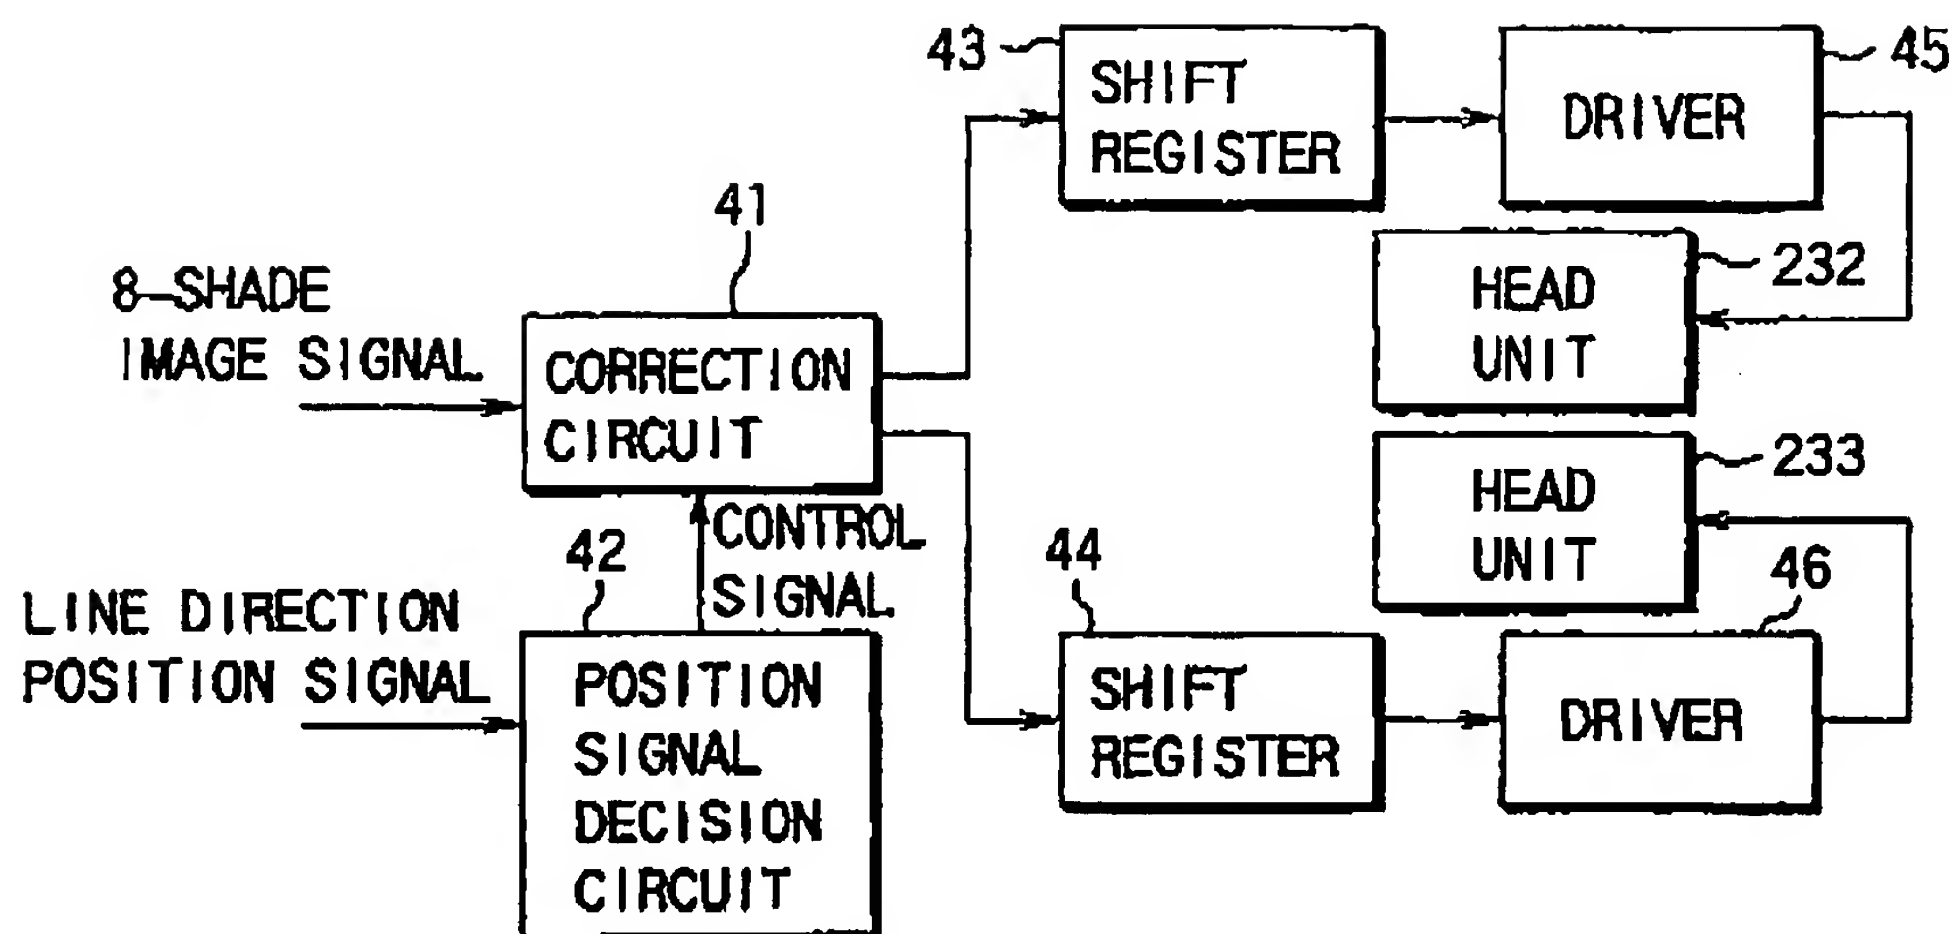 43
SHIFT
REGISTER
45
DRIVER
41
8-SHADE
IMAGE SIGNAL
CORRECTION
CIRCUIT
232
HEAD
UNIT
233
HEAD
UNIT
CONTROL
SIGNAL
42
LINE DIRECTION
POSITION SIGNAL
POSITION
SIGNAL
DECISION
CIRCUIT
44
SHIFT
REGISTER
46
DRIVER